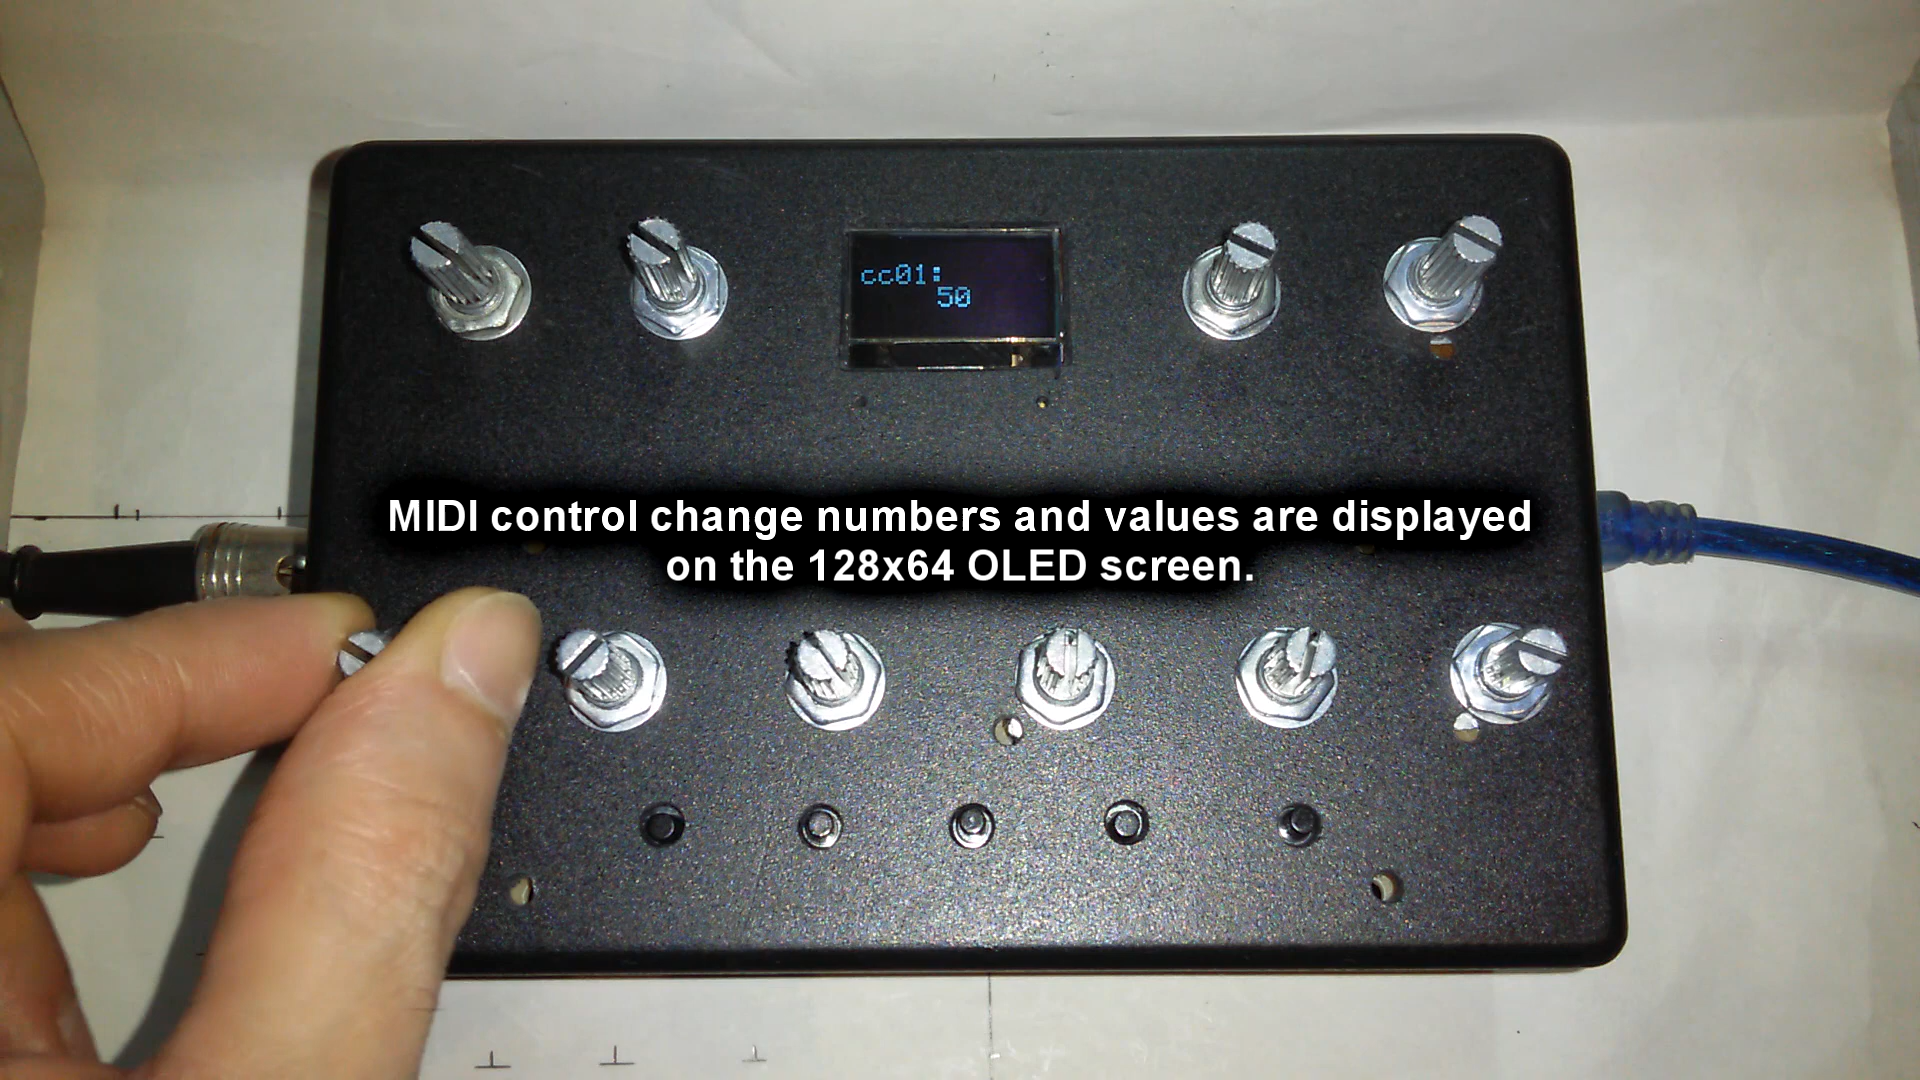 cc01:
50
MIDI control change numbers and values are displayed
on the 128x64 OLED screen.